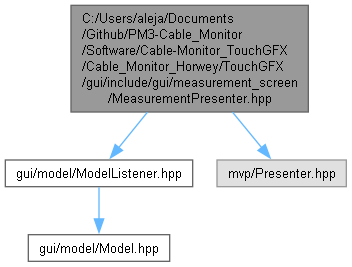 C:/Users/aleja/Documents
/Github/PM3-Cable_Monitor
/Software/Cable-Monitor_TouchGFX
/Cable_Monitor_Horwey/TouchGFX
/gui/include/gui/measurement_screen
/MeasurementPresenter.hpp
gui/model/ModelListener.hpp
mvp/Presenter.hpp
gui/model/Model.hpp